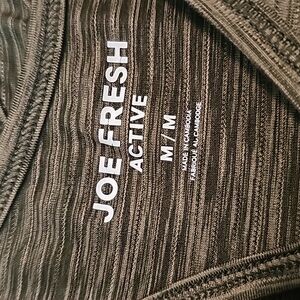 JOE FRESH
ACTIVE
M / M
MADE IN CAMBODIA
FABRIQUÉ AU CAMBODGE